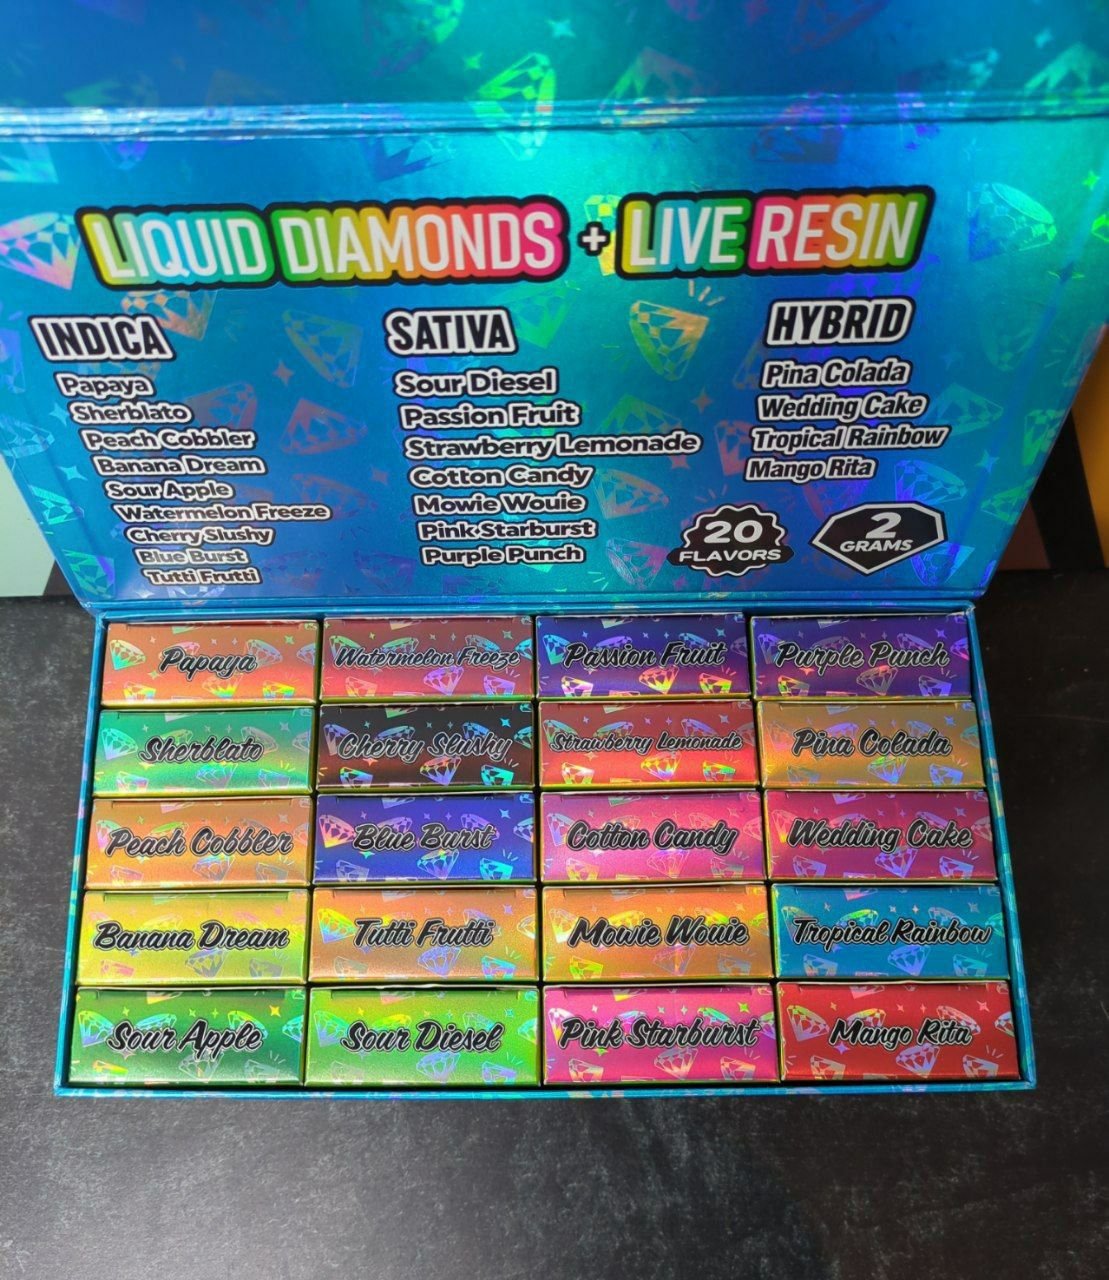 LIQUID DIAMONDS + LIVE RESIN
INDICA
Papaya
Sherblato
Peach Cobbler
Banana Dream
Sour Apple
Watermelon Freeze
Cherry Slushy
Blue Burst
Tutti Frutti
SATIVA
Sour Diesel
Passion Fruit
Strawberry Lemonade
Cotton Candy
Mowie Wouie
Pink Starburst
Purple Punch
HYBRID
Pina Colada
Wedding Cake
Tropical Rainbow
Mango Rita
20
FLAVORS
2
GRAMS
Papaya
Watermelon Freeze
Passion Fruit
Purple Punch
Sherblato
Cherry Slushy
Strawberry Lemonade
Pina Colada
Peach Cobbler
Blue Burst
Cotton Candy
Wedding Cake
Banana Dream
Tutti Frutti
Mowie Wouie
Tropical Rainbow
Sour Apple
Sour Diesel
Pink Starburst
Mango Rita